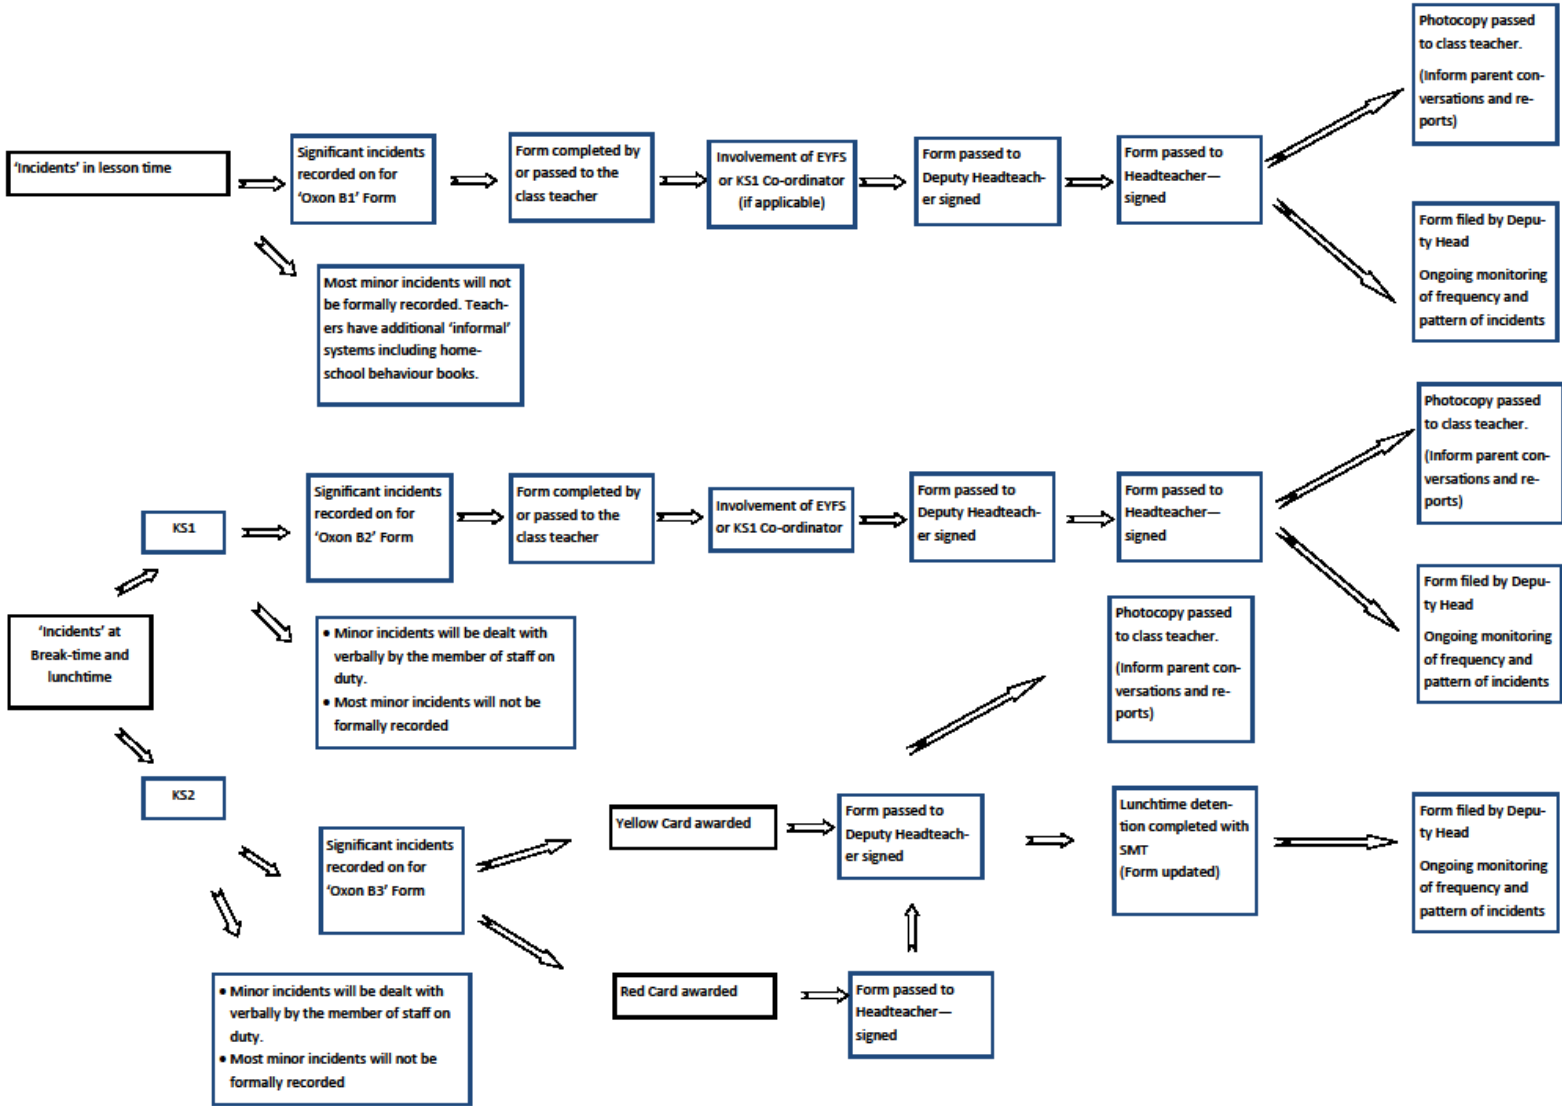 'Incidents' in lesson time
Significant incidents
recorded on for
'Oxon B1' Form
Form completed by
or passed to the
class teacher
Involvement of EYFS
or KS1 Co-ordinator
(if applicable)
Form passed to
Deputy Headteach-
er signed
Form passed to
Headteacher—
signed
Photocopy passed
to class teacher.
(Inform parent con-
versations and re-
ports)
Form filed by Depu-
ty Head
Ongoing monitoring
of frequency and
pattern of incidents
Most minor incidents will not
be formally recorded. Teach-
ers have additional 'informal'
systems including home-
school behaviour books.
'Incidents' at
Break-time and
lunchtime
KS1
Significant incidents
recorded on for
'Oxon B2' Form
Form completed by
or passed to the
class teacher
Involvement of EYFS
or KS1 Co-ordinator
Form passed to
Deputy Headteach-
er signed
Form passed to
Headteacher—
signed
Photocopy passed
to class teacher.
(Inform parent con-
versations and re-
ports)
Form filed by Depu-
ty Head
Ongoing monitoring
of frequency and
pattern of incidents
• Minor incidents will be dealt with
verbally by the member of staff on
duty.
• Most minor incidents will not be
formally recorded
KS2
Significant incidents
recorded on for
'Oxon B3' Form
Yellow Card awarded
Form passed to
Deputy Headteach-
er signed
Photocopy passed
to class teacher.
(Inform parent con-
versations and re-
ports)
Lunchtime deten-
tion completed with
SMT
(Form updated)
Form filed by Depu-
ty Head
Ongoing monitoring
of frequency and
pattern of incidents
Red Card awarded
Form passed to
Headteacher—
signed
• Minor incidents will be dealt with
verbally by the member of staff on
duty.
• Most minor incidents will not be
formally recorded